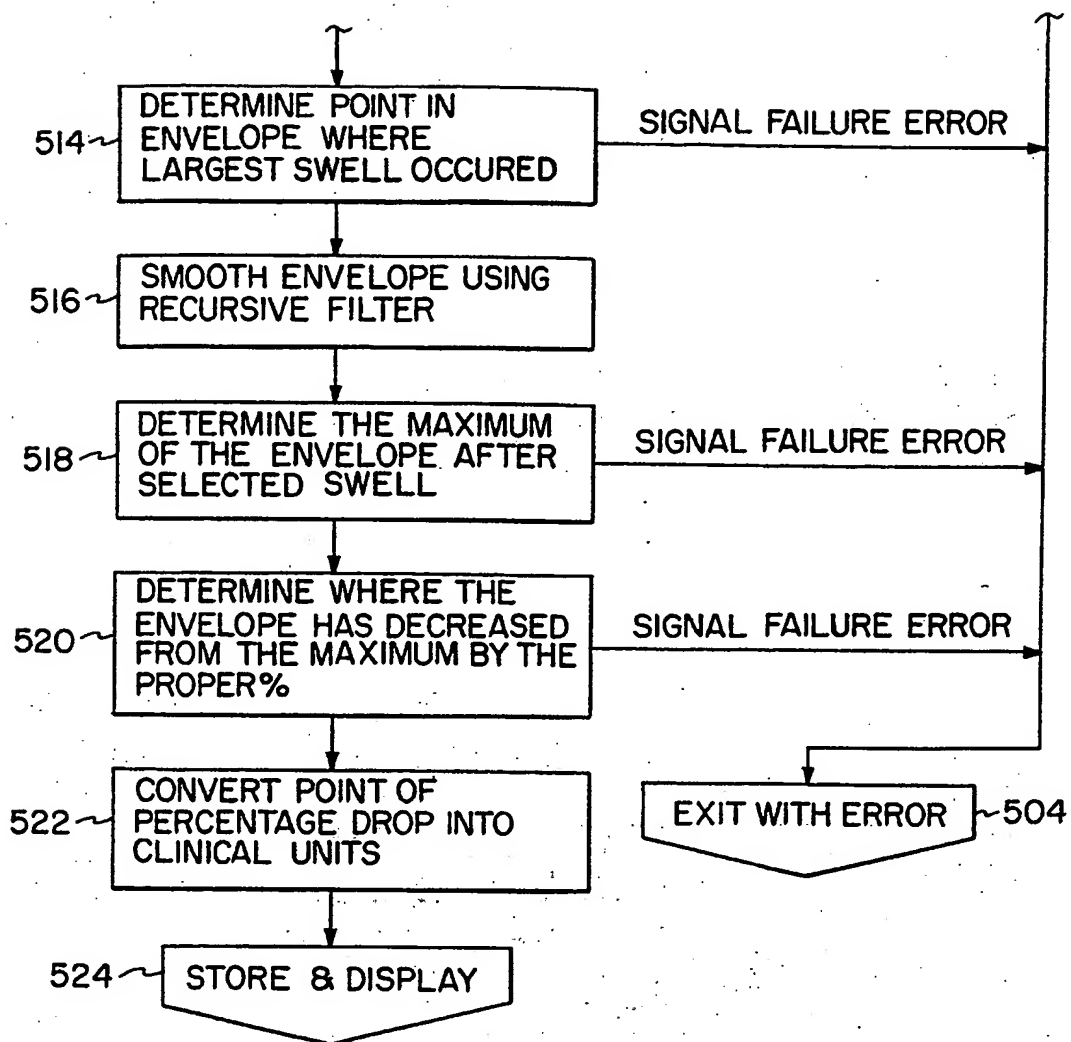 514
DETERMINE POINT IN
ENVELOPE WHERE
LARGEST SWELL OCCURED
SIGNAL FAILURE ERROR
516
SMOOTH ENVELOPE USING
RECURSIVE FILTER
518
DETERMINE THE MAXIMUM
OF THE ENVELOPE AFTER
SELECTED SWELL
SIGNAL FAILURE ERROR
520
DETERMINE WHERE THE
ENVELOPE HAS DECREASED
FROM THE MAXIMUM BY THE
PROPER%
SIGNAL FAILURE ERROR
522
CONVERT POINT OF
PERCENTAGE DROP INTO
CLINICAL UNITS
EXIT WITH ERROR
504
524
STORE & DISPLAY